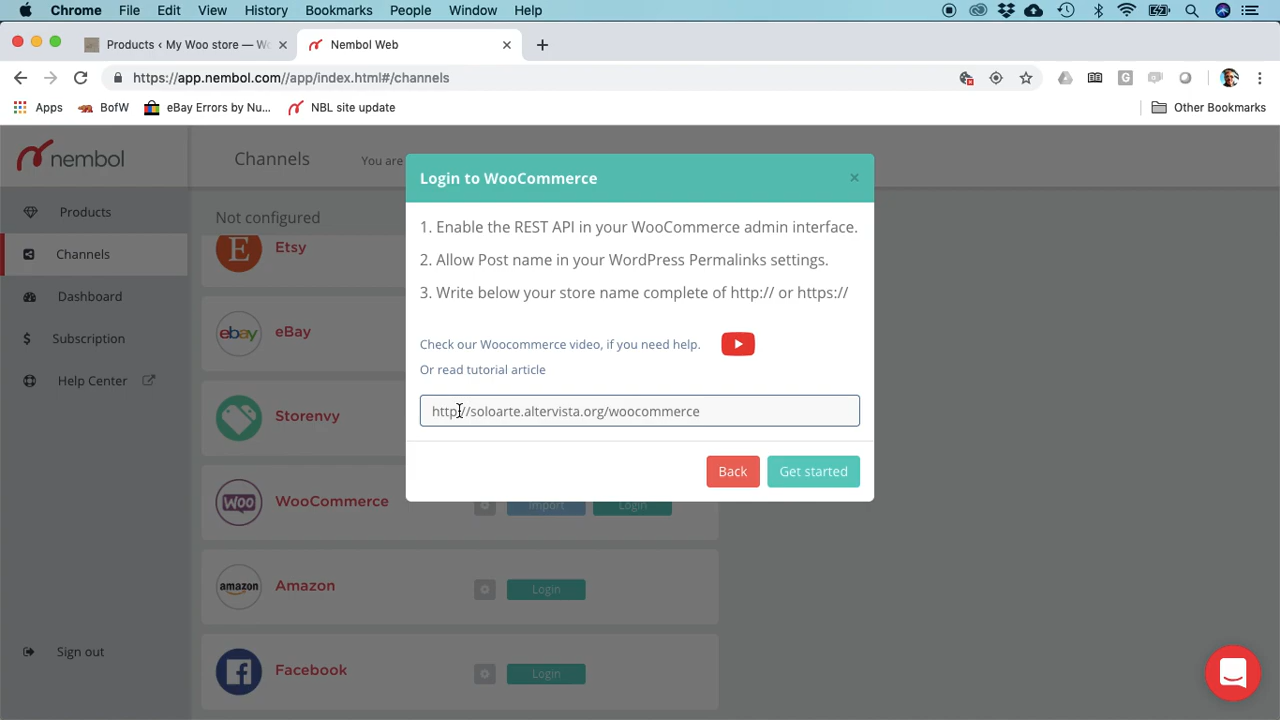 Chrome File Edit View History Bookmarks People Window Help
Products ‹ My Woo store — Wo
Nembol Web
https://app.nembol.com//app/index.html#/channels
Apps BofW eBay Errors by Nu... NBL site update Other Bookmarks
nembol
Channels You are
Products
Channels
Dashboard
Subscription
Help Center
Sign out
Not configured
Etsy
ebay eBay
Storenvy
WOO WooCommerce Import Login
amazon Amazon Login
Facebook Login
Login to WooCommerce ×
1. Enable the REST API in your WooCommerce admin interface.
2. Allow Post name in your WordPress Permalinks settings.
3. Write below your store name complete of http:// or https://
Check our Woocommerce video, if you need help.
Or read tutorial article
http://soloarte.altervista.org/woocommerce
Back Get started